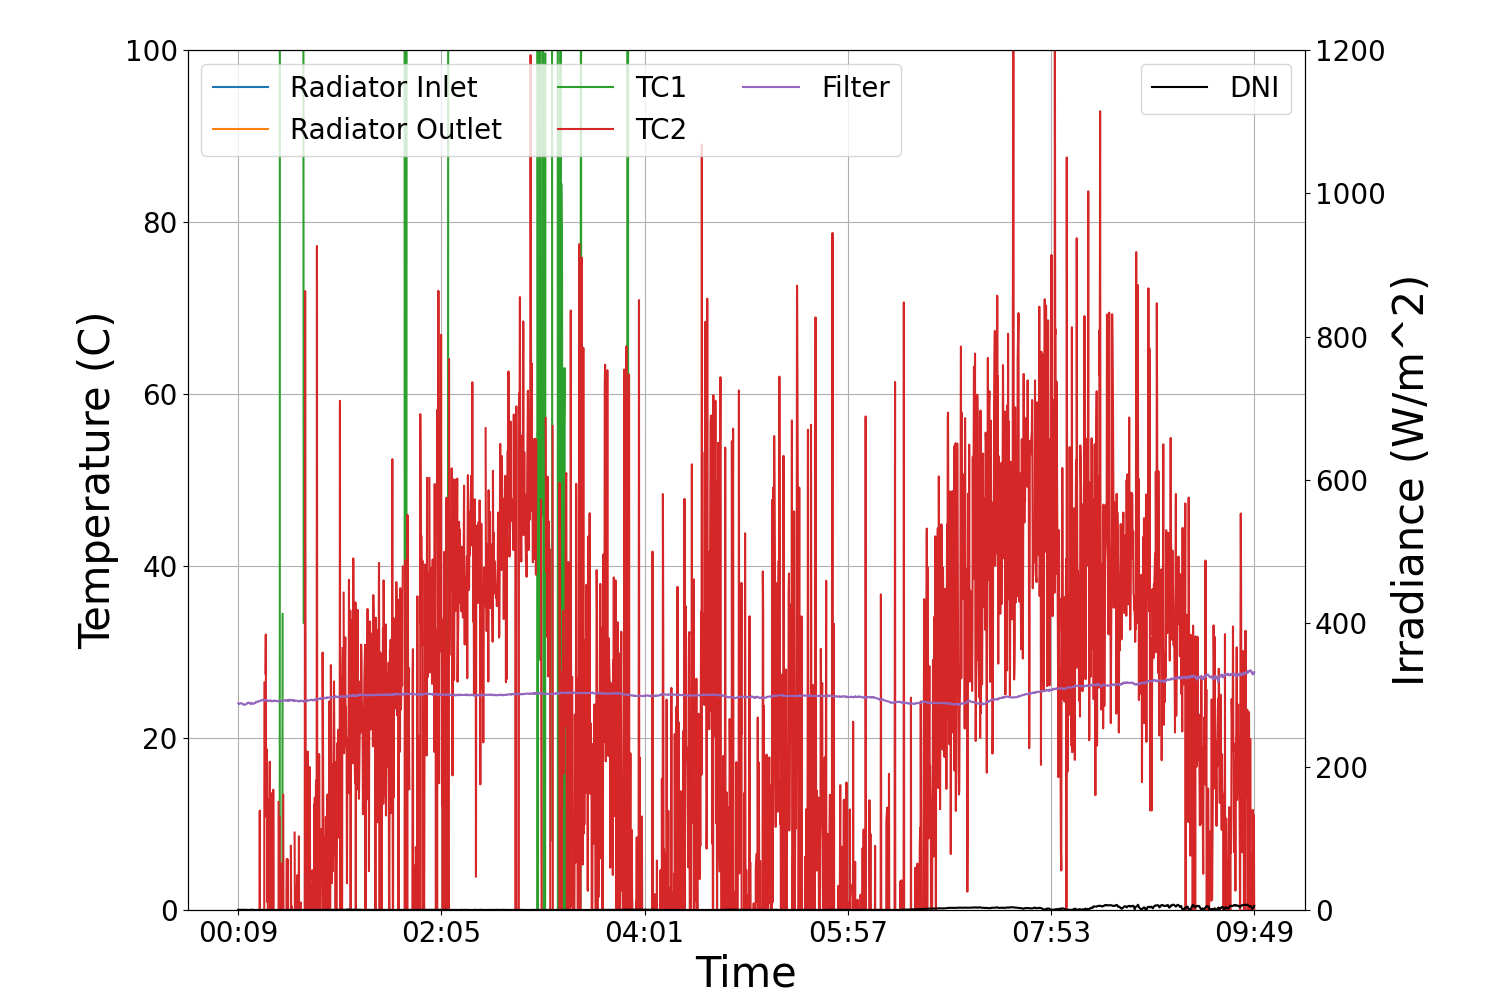 Radiator Inlet
Radiator Outlet
TC1
TC2
Filter
DNI
100
80
60
40
20
0
Temperature (C)
1200
1000
800
600
400
200
0
Irradiance (W/m^2)
00:09 02:05 04:01 05:57 07:53 09:49
Time